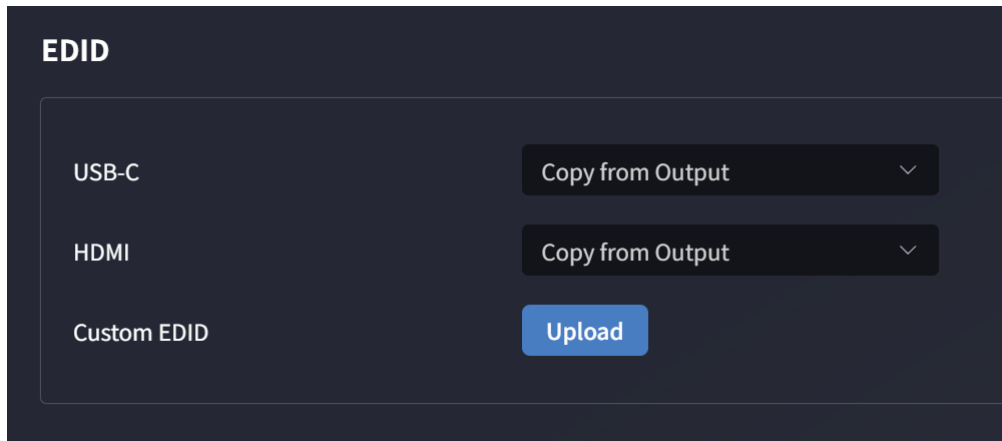 EDID
USB-C Copy from Output
HDMI Copy from Output
Custom EDID Upload